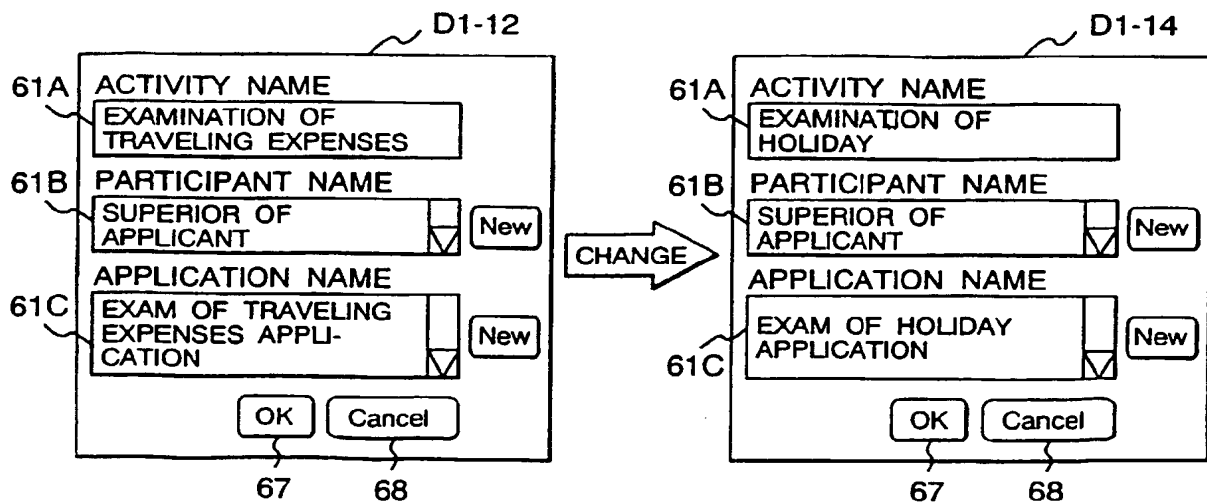 D1-12
61A
ACTIVITY NAME
EXAMINATION OF
TRAVELING EXPENSES
61B
PARTICIPANT NAME
SUPERIOR OF
APPLICANT
New
APPLICATION NAME
61C
EXAM OF TRAVELING
EXPENSES APPLI-
CATION
New
OK
Cancel
67
68
CHANGE
D1-14
61A
ACTIVITY NAME
EXAMINATION OF
HOLIDAY
61B
PARTICIPANT NAME
SUPERIOR OF
APPLICANT
New
APPLICATION NAME
EXAM OF HOLIDAY
APPLICATION
61C
New
OK
Cancel
67
68